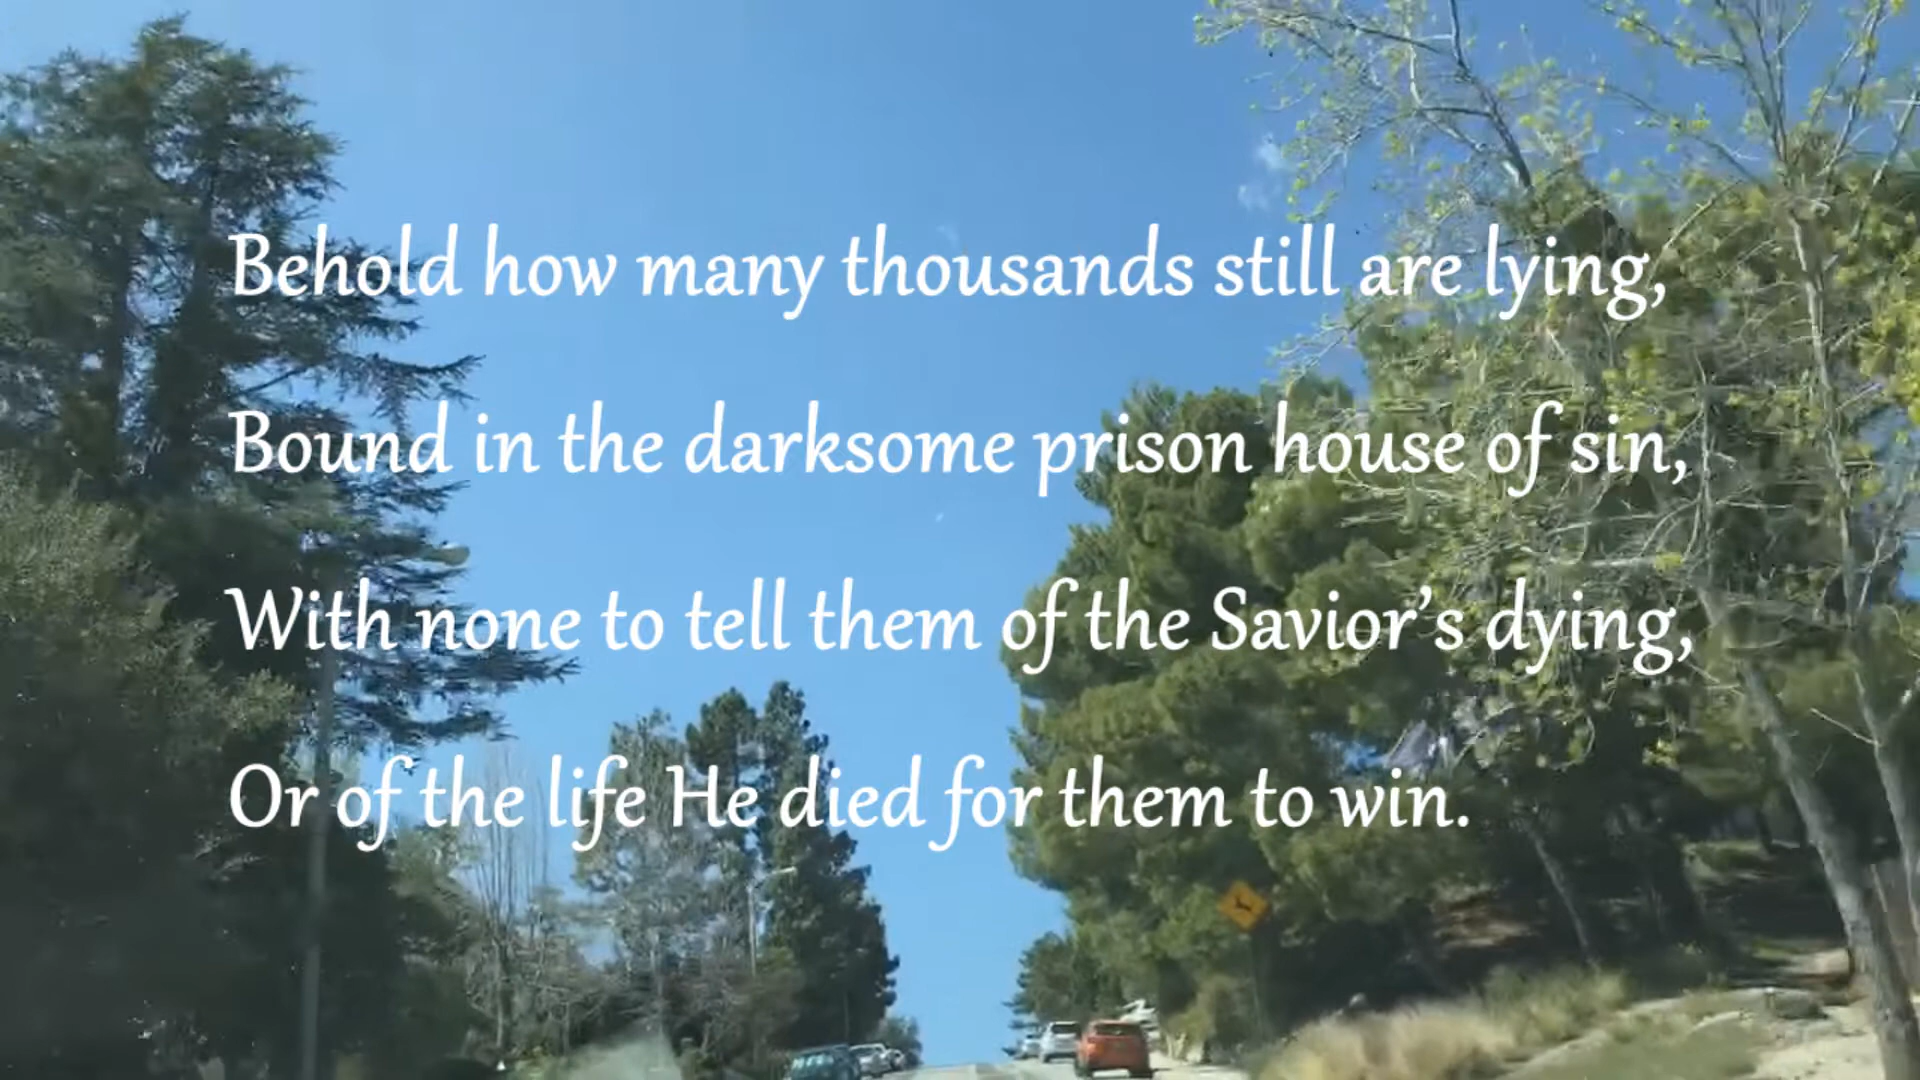 Behold how many thousands still are lying,
Bound in the darksome prison house of sin,
With none to tell them of the Savior’s dying,
Or of the life He died for them to win.